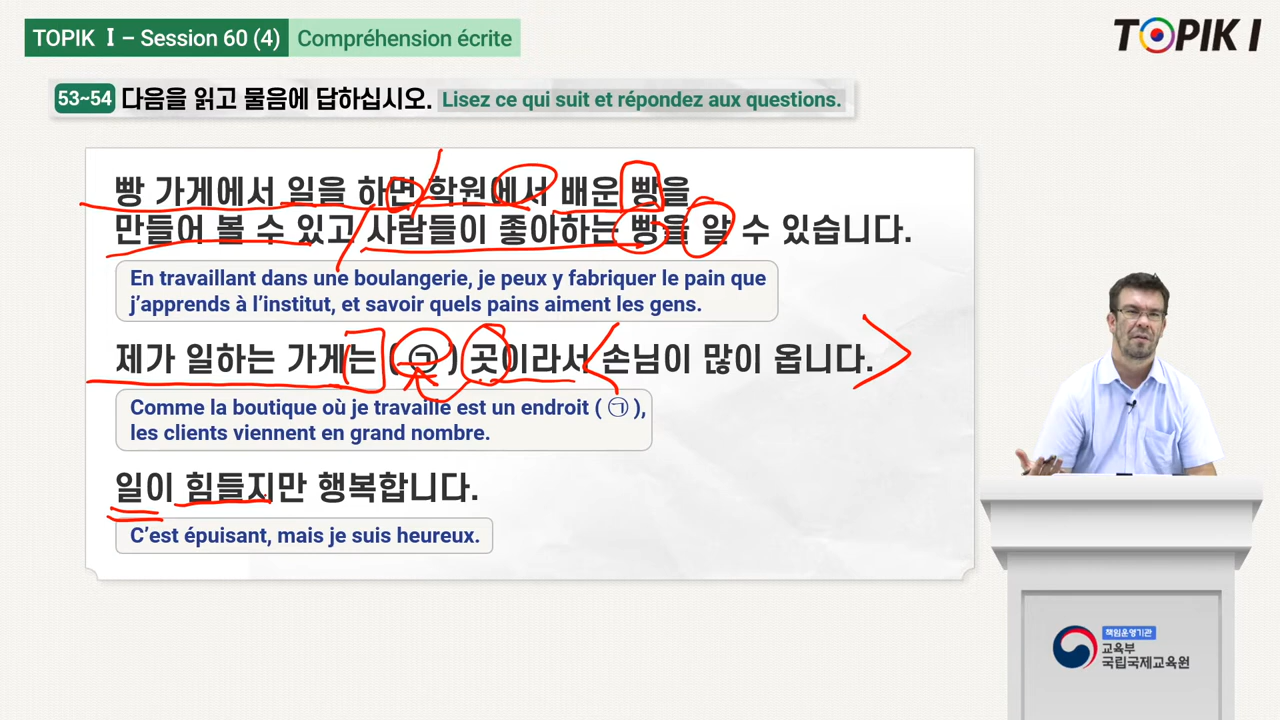 TOPIK I – Session 60 (4) Compréhension écrite
TOPIK I
53~54 다음을 읽고 물음에 답하십시오. Lisez ce qui suit et répondez aux questions.
빵 가게에서 일을 하면 학원에서 배운 빵을
만들어 볼 수 있고 사람들이 좋아하는 빵을 알 수 있습니다.
En travaillant dans une boulangerie, je peux y fabriquer le pain que
j’apprends à l’institut, et savoir quels pains aiment les gens.
제가 일하는 가게는 ( ㉠ ) 곳이라서 손님이 많이 옵니다.
Comme la boutique où je travaille est un endroit ( ㉠ ),
les clients viennent en grand nombre.
일이 힘들지만 행복합니다.
C’est épuisant, mais je suis heureux.
책임운영기관
교육부
국립국제교육원